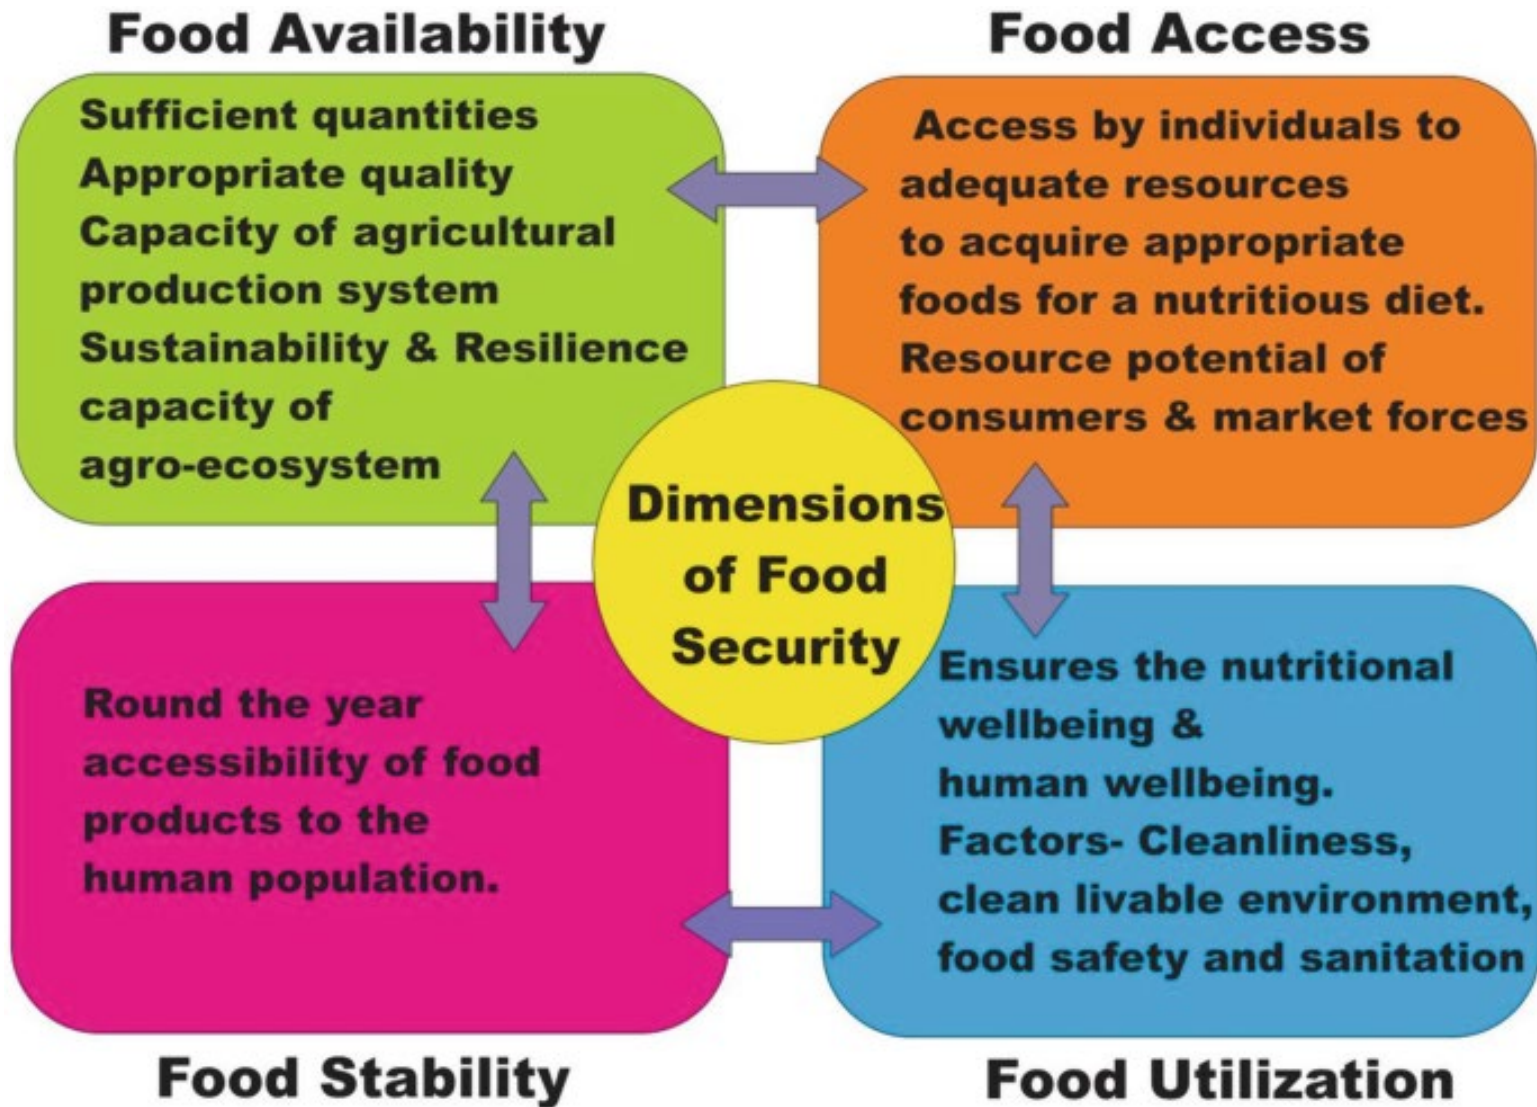 Food Availability
Sufficient quantities
Appropriate quality
Capacity of agricultural
production system
Sustainability & Resilience
capacity of
agro-ecosystem
Food Access
Access by individuals to
adequate resources
to acquire appropriate
foods for a nutritious diet.
Resource potential of
consumers & market forces
Dimensions
of Food
Security
Round the year
accessibility of food
products to the
human population.
Food Stability
Ensures the nutritional
wellbeing &
human wellbeing.
Factors- Cleanliness,
clean livable environment,
food safety and sanitation
Food Utilization